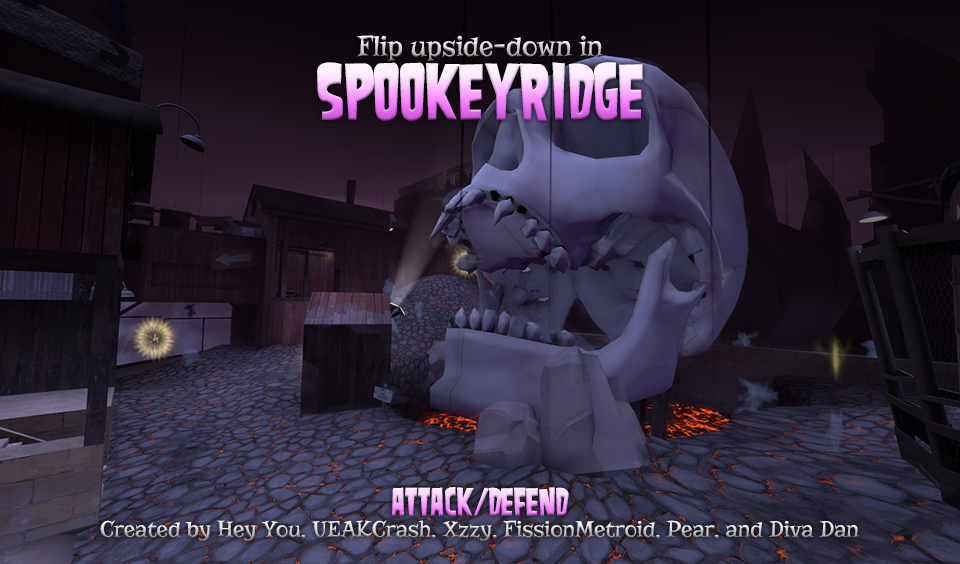 Flip upside-down in
SPOOKEYRIDGE
ATTACK/DEFEND
Created by Hey You, UEAKCrash, Xzzy, FissionMetroid, Pear, and Diva Dan